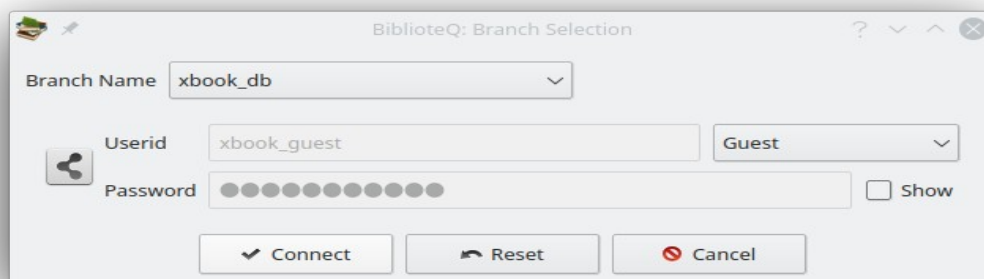 BiblioteQ: Branch Selection
Branch Name xbook_db
Userid xbook_guest Guest
Password ●●●●●●●●●●● Show
Connect Reset Cancel